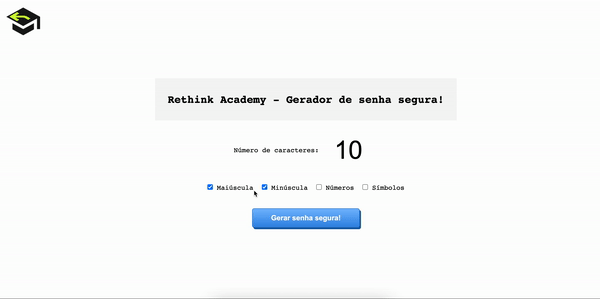 Rethink Academy - Gerador de senha segura!
Número de caracteres: 10
Maiúscula Minúscula Números Símbolos
Gerar senha segura!